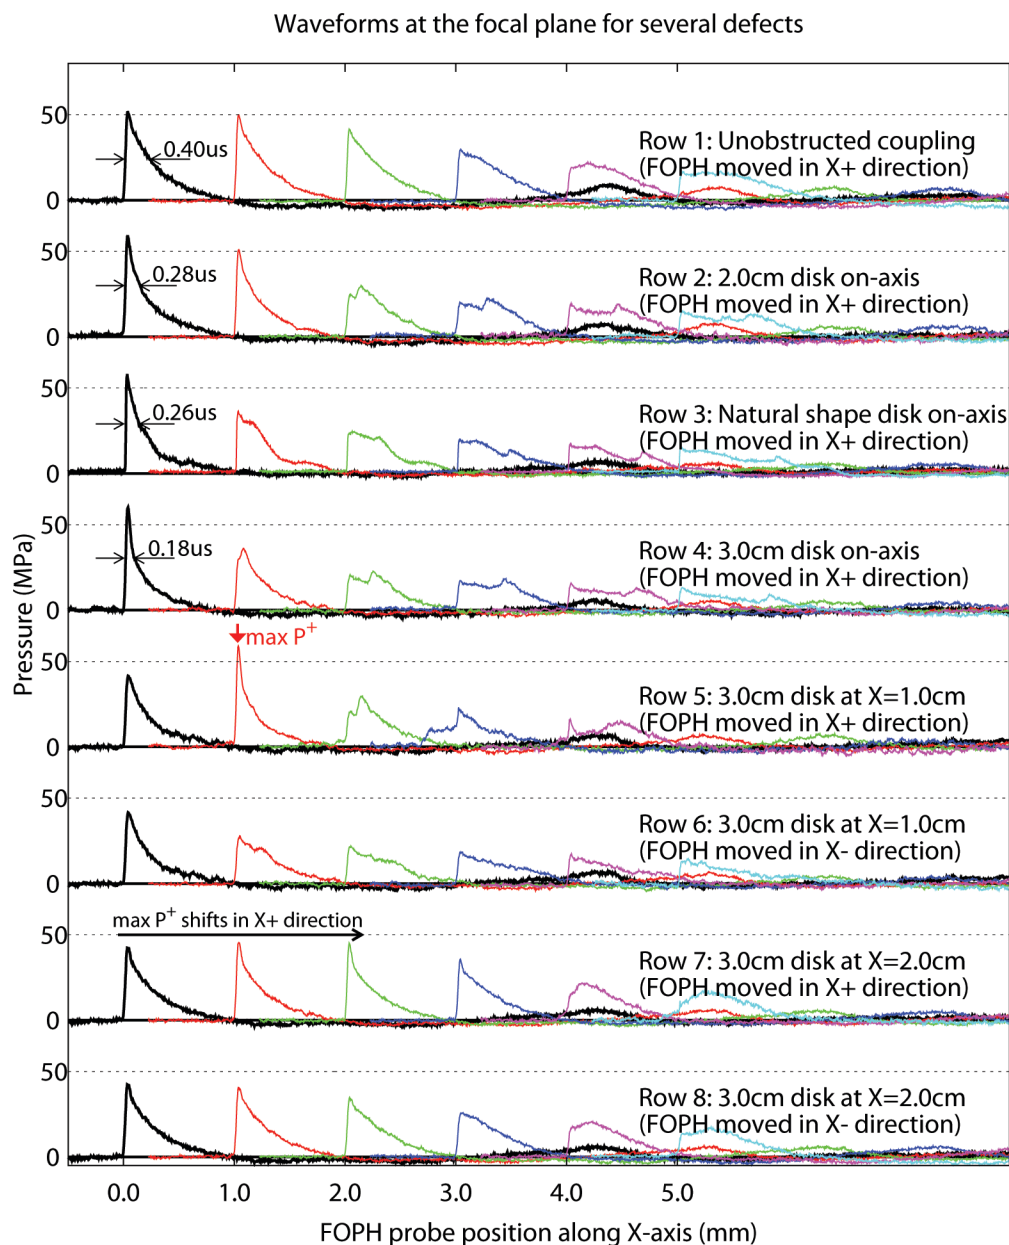 Waveforms at the focal plane for several defects
50
0.40us
Row 1: Unobstructed coupling
(FOPH moved in X+ direction)
0
50
0.28us
Row 2: 2.0cm disk on-axis
(FOPH moved in X+ direction)
0
50
0.26us
Row 3: Natural shape disk on-axis
(FOPH moved in X+ direction)
0
50
0.18us
Row 4: 3.0cm disk on-axis
(FOPH moved in X+ direction)
0
max P⁺
50
Row 5: 3.0cm disk at X=1.0cm
(FOPH moved in X+ direction)
0
50
Row 6: 3.0cm disk at X=1.0cm
(FOPH moved in X- direction)
0
max P⁺ shifts in X+ direction
50
Row 7: 3.0cm disk at X=2.0cm
(FOPH moved in X+ direction)
0
50
Row 8: 3.0cm disk at X=2.0cm
(FOPH moved in X- direction)
0
Pressure (MPa)
0.0 1.0 2.0 3.0 4.0 5.0
FOPH probe position along X-axis (mm)